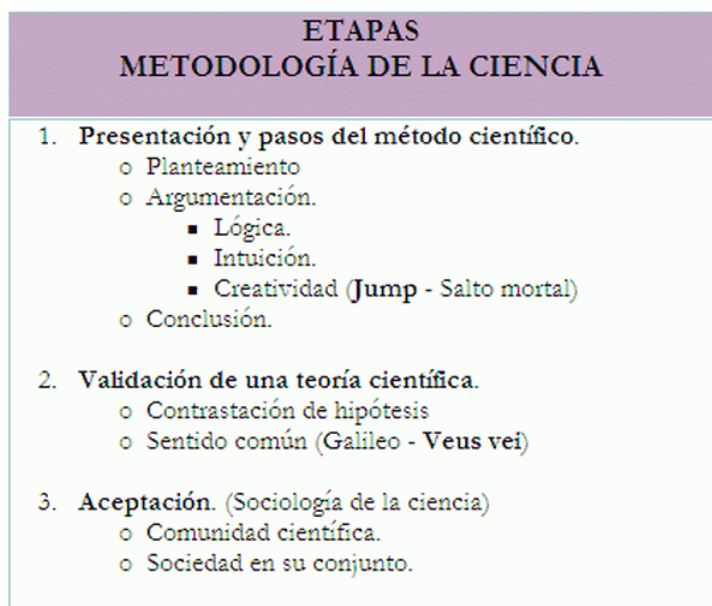 ETAPAS
METODOLOGÍA DE LA CIENCIA
1. Presentación y pasos del método científico.
o Planteamiento
o Argumentación.
▪ Lógica.
▪ Intuición.
▪ Creatividad (Jump - Salto mortal)
o Conclusión.
2. Validación de una teoría científica.
o Contrastación de hipótesis
o Sentido común (Galileo - Veus vei)
3. Aceptación. (Sociología de la ciencia)
o Comunidad científica.
o Sociedad en su conjunto.